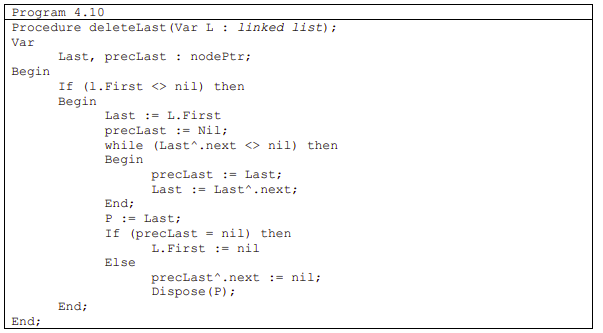 Program 4.10
Procedure deleteLast(Var L : linked list);
Var
Last, precLast : nodePtr;
Begin
If (l.First <> nil) then
Begin
Last := L.First
precLast := Nil;
while (Last^.next <> nil) then
Begin
precLast := Last;
Last := Last^.next;
End;
P := Last;
If (precLast = nil) then
L.First := nil
Else
precLast^.next := nil;
Dispose(P);
End;
End;